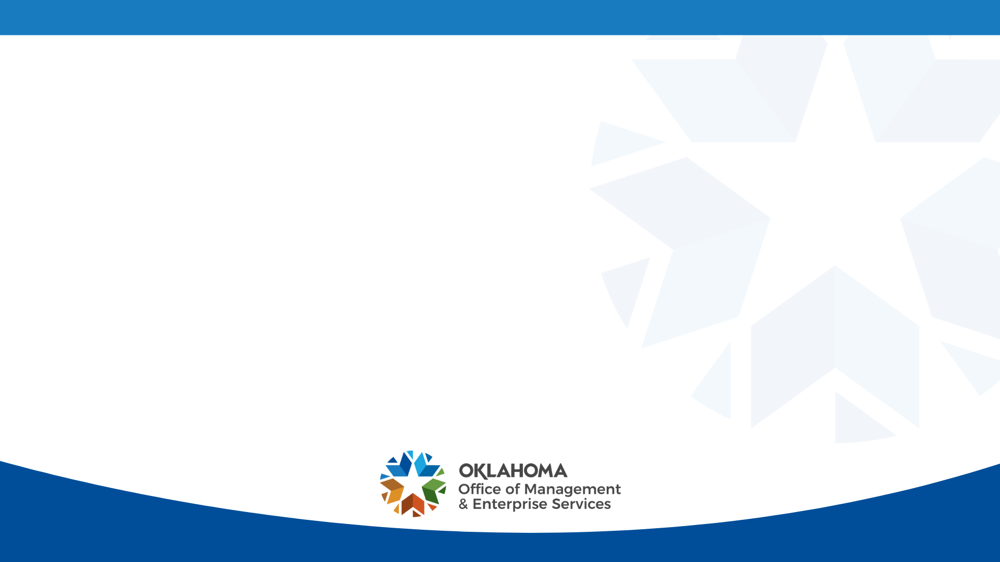 OKLAHOMA
Office of Management
& Enterprise Services